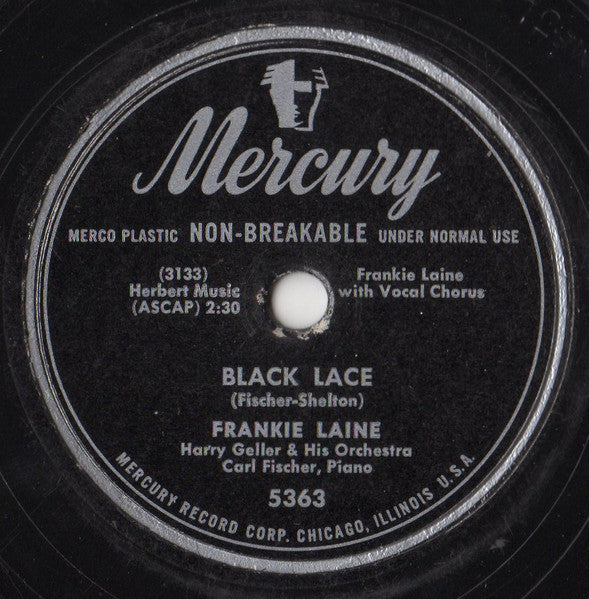 Mercury
MERCO PLASTIC NON-BREAKABLE UNDER NORMAL USE
(3133)
Herbert Music
(ASCAP) 2:30
Frankie Laine
with Vocal Chorus
BLACK LACE
(Fischer-Shelton)
FRANKIE LAINE
Harry Geller & His Orchestra
Carl Fischer, Piano
5363
MERCURY RECORD CORP. CHICAGO, ILLINOIS U.S.A.